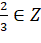 2/3 ∈ Z